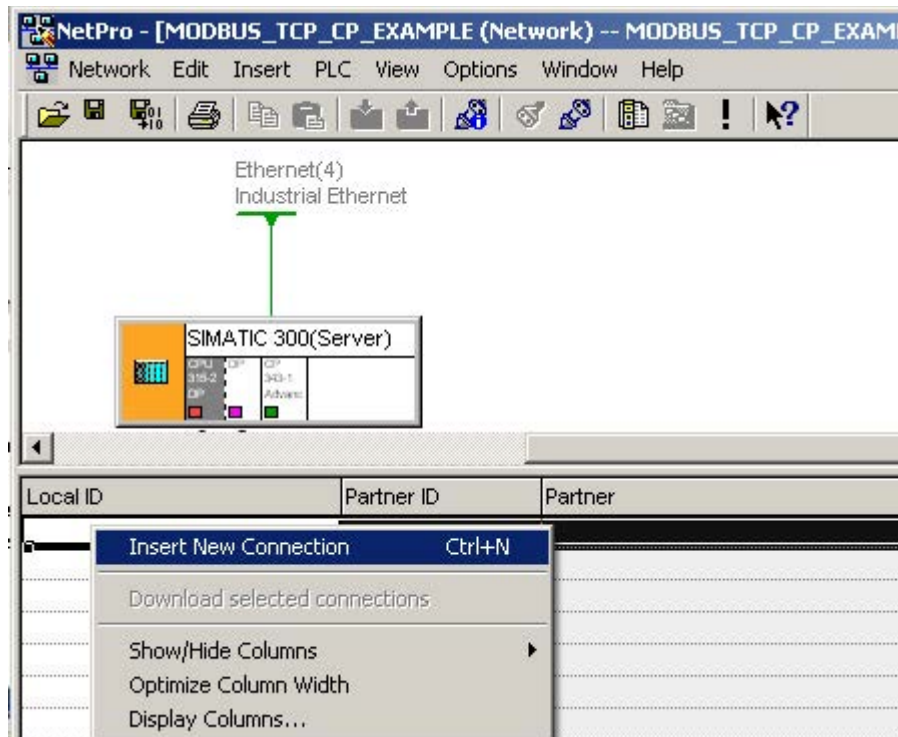 NetPro - [MODBUS_TCP_CP_EXAMPLE (Network) -- MODBUS_TCP_CP_EXAM
Network Edit Insert PLC View Options Window Help
Ethernet(4)
Industrial Ethernet
SIMATIC 300(Server)
CPU DP CP
315-2 343-1
DP Advanc
Local ID Partner ID Partner
Insert New Connection Ctrl+N
Download selected connections
Show/Hide Columns
Optimize Column Width
Display Columns...